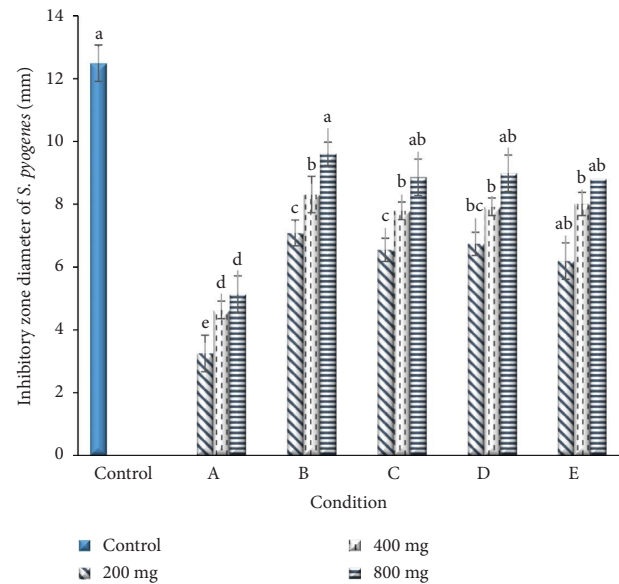 14
12
10
8
6
4
2
0
Inhibitory zone diameter of S. pyogenes (mm)
a
e
d
d
c
b
a
c
b
ab
bc
b
ab
ab
b
ab
Control
A
B
C
D
E
Condition
Control
400 mg
200 mg
800 mg